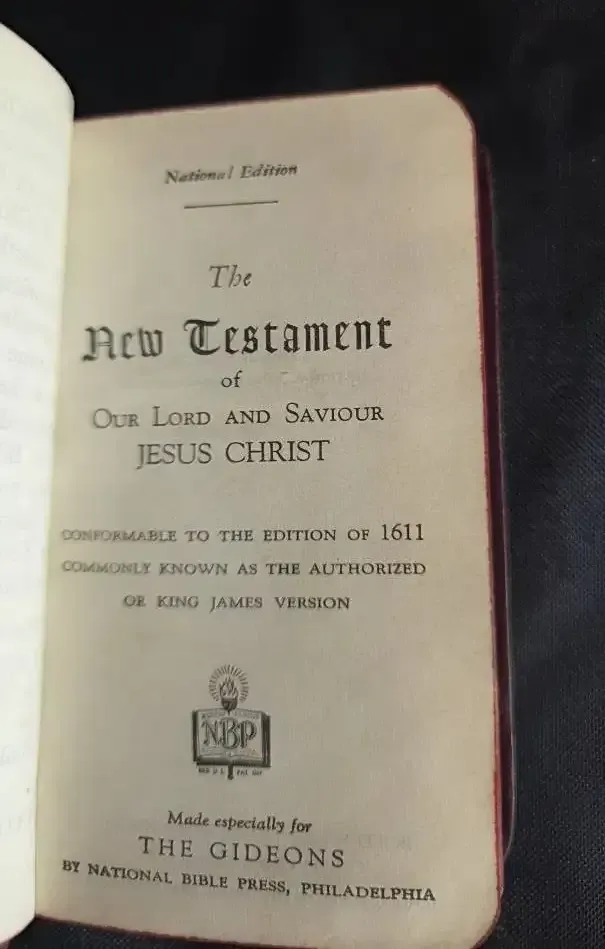 National Edition
The
New Testament
of
OUR LORD AND SAVIOUR
JESUS CHRIST
CONFORMABLE TO THE EDITION OF 1611
COMMONLY KNOWN AS THE AUTHORIZED
OR KING JAMES VERSION
NBP
Made especially for
THE GIDEONS
BY NATIONAL BIBLE PRESS, PHILADELPHIA